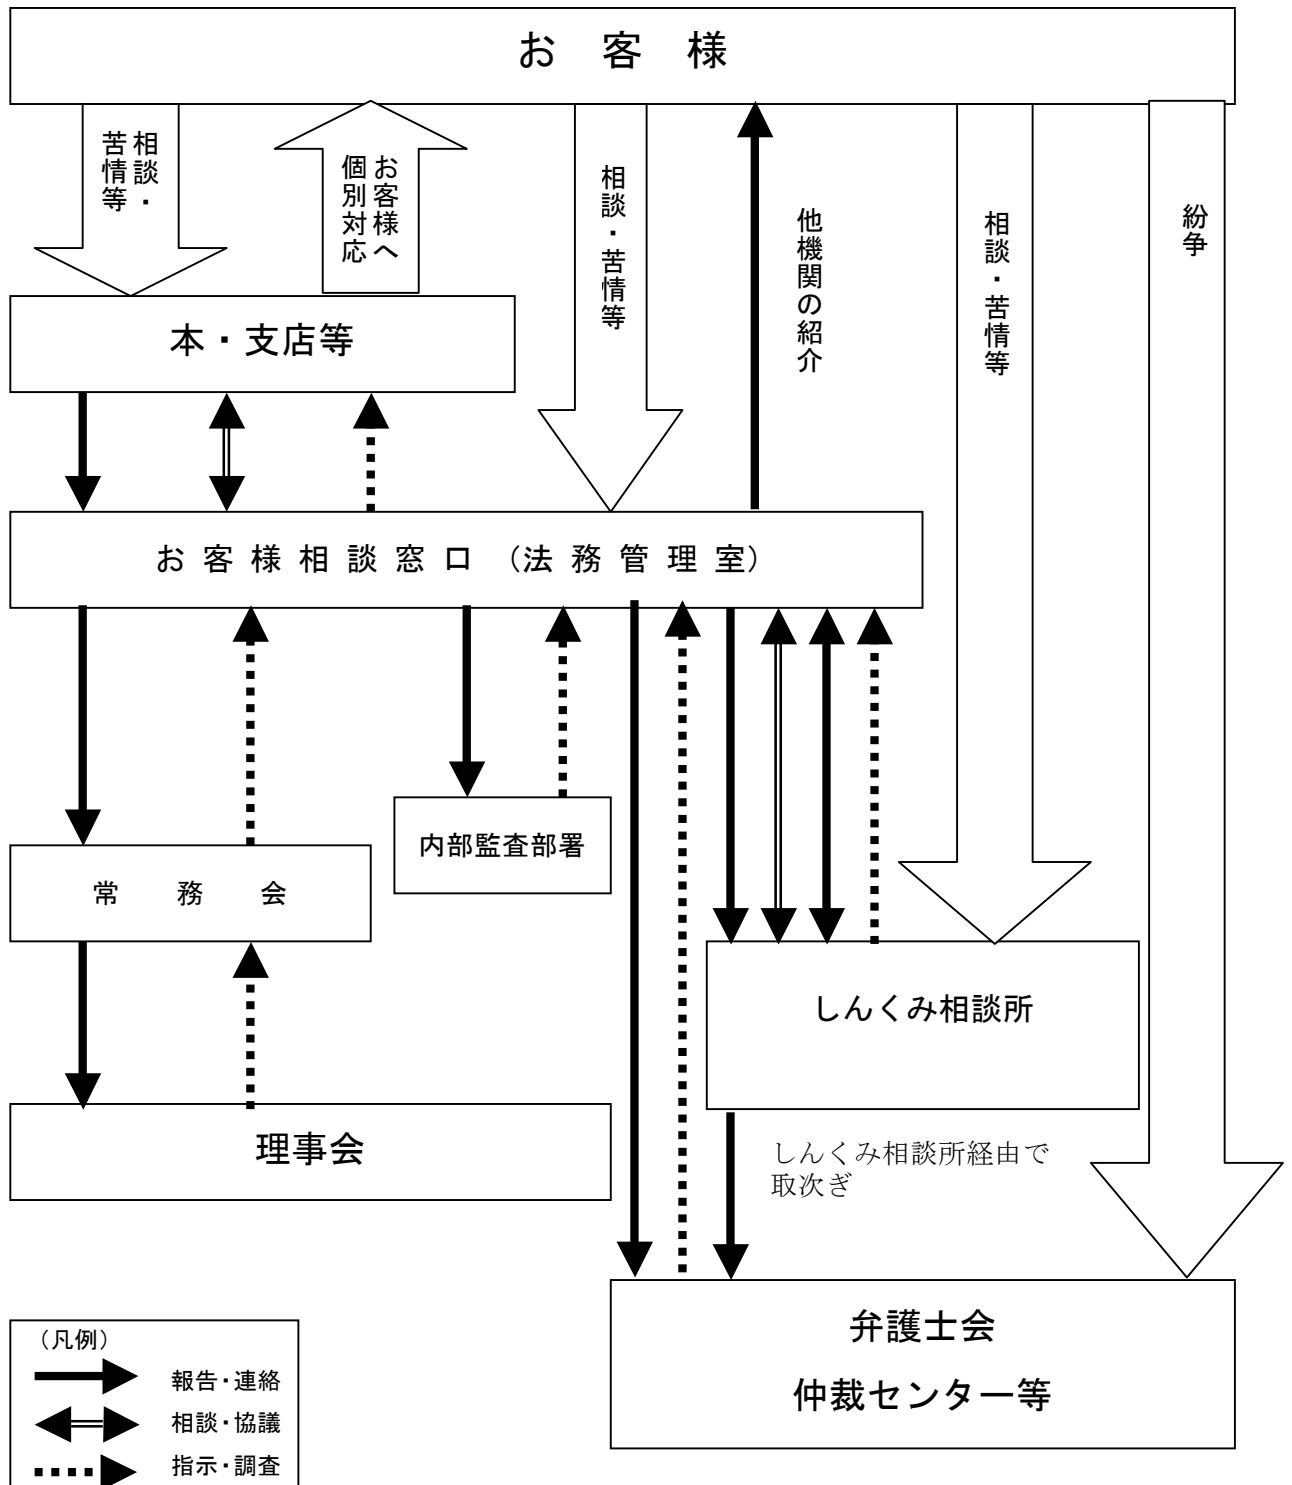 お　客　様
相談・
苦情等
お客様へ
個別対応
相談・苦情等
他機関の紹介
相談・苦情等
紛争
本・支店等
お客様相談窓口（法務管理室）
内部監査部署
常　務　会
しんくみ相談所
理事会
しんくみ相談所経由で
取次ぎ
弁護士会
仲裁センター等
（凡例）
報告・連絡
相談・協議
指示・調査